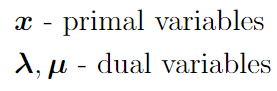 𝒙 - primal variables
𝝀, 𝝁 - dual variables